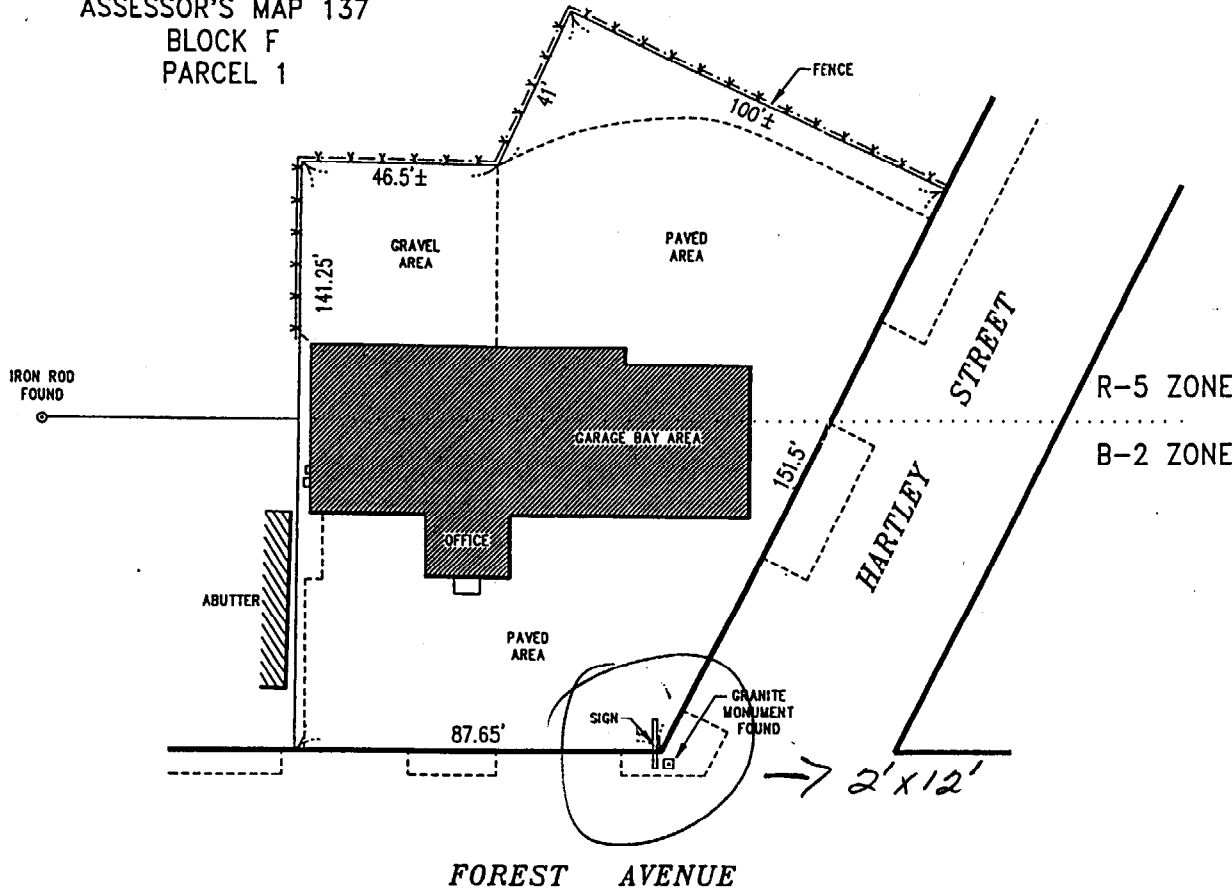 ASSESSOR'S MAP 137
BLOCK F
PARCEL 1
FENCE
41'
100'±
46.5'±
GRAVEL
AREA
PAVED
AREA
141.25'
STREET
IRON ROD
FOUND
R-5 ZONE
GARAGE BAY AREA
B-2 ZONE
151.5'
HARTLEY
OFFICE
ABUTTER
PAVED
AREA
SIGN
GRANITE
MONUMENT
FOUND
87.65'
2' X 12'
FOREST AVENUE